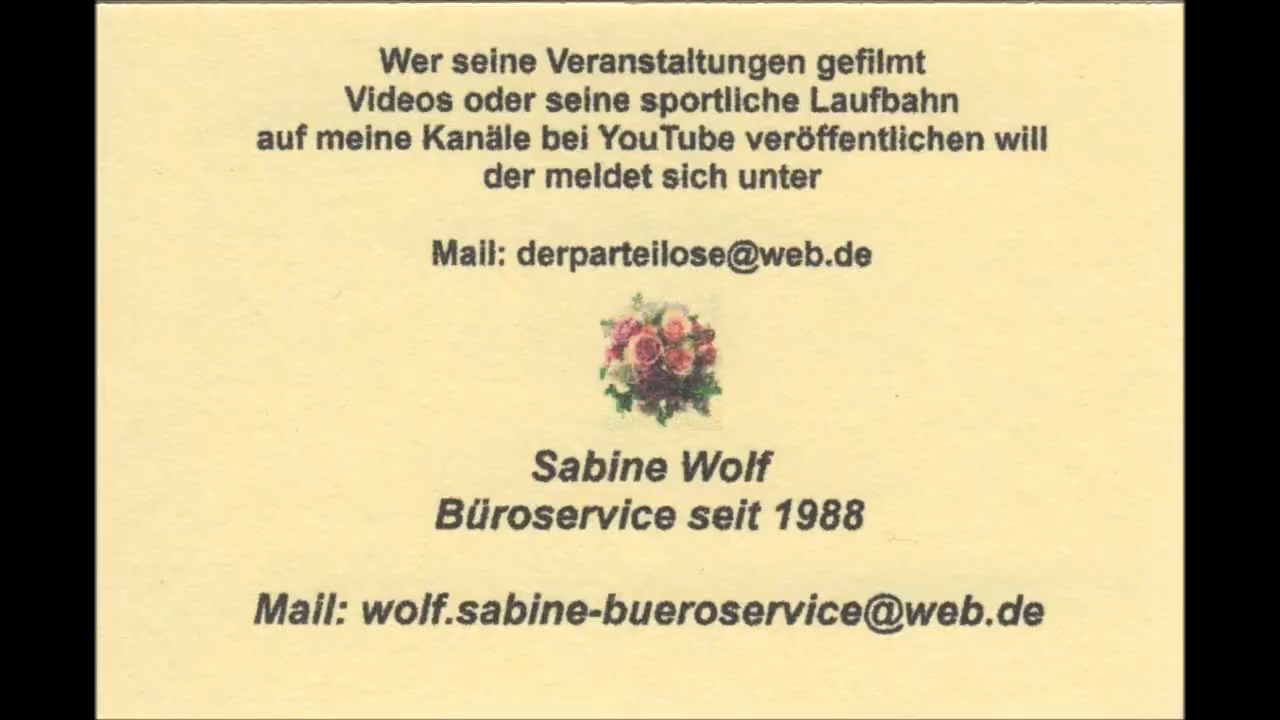 Wer seine Veranstaltungen gefilmt
Videos oder seine sportliche Laufbahn
auf meine Kanäle bei YouTube veröffentlichen will
der meldet sich unter
Mail: derparteilose@web.de
Sabine Wolf
Büroservice seit 1988
Mail: wolf.sabine-bueroservice@web.de